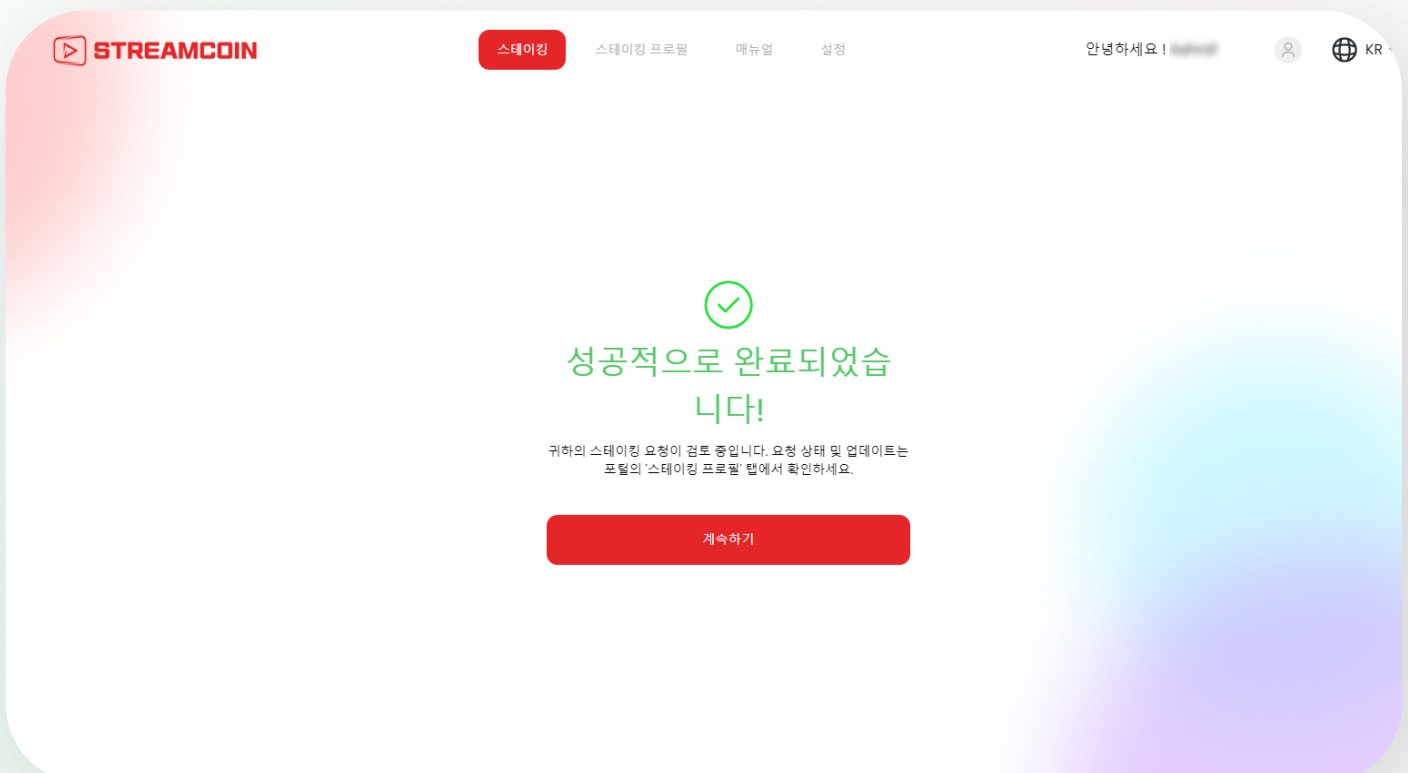 STREAMCOIN
스테이킹
스테이킹 프로필
매뉴얼
설정
안녕하세요 !
KR
성공적으로 완료되었습
니다!
귀하의 스테이킹 요청이 검토 중입니다. 요청 상태 및 업데이트는
포털의 '스테이킹 프로필' 탭에서 확인하세요.
계속하기